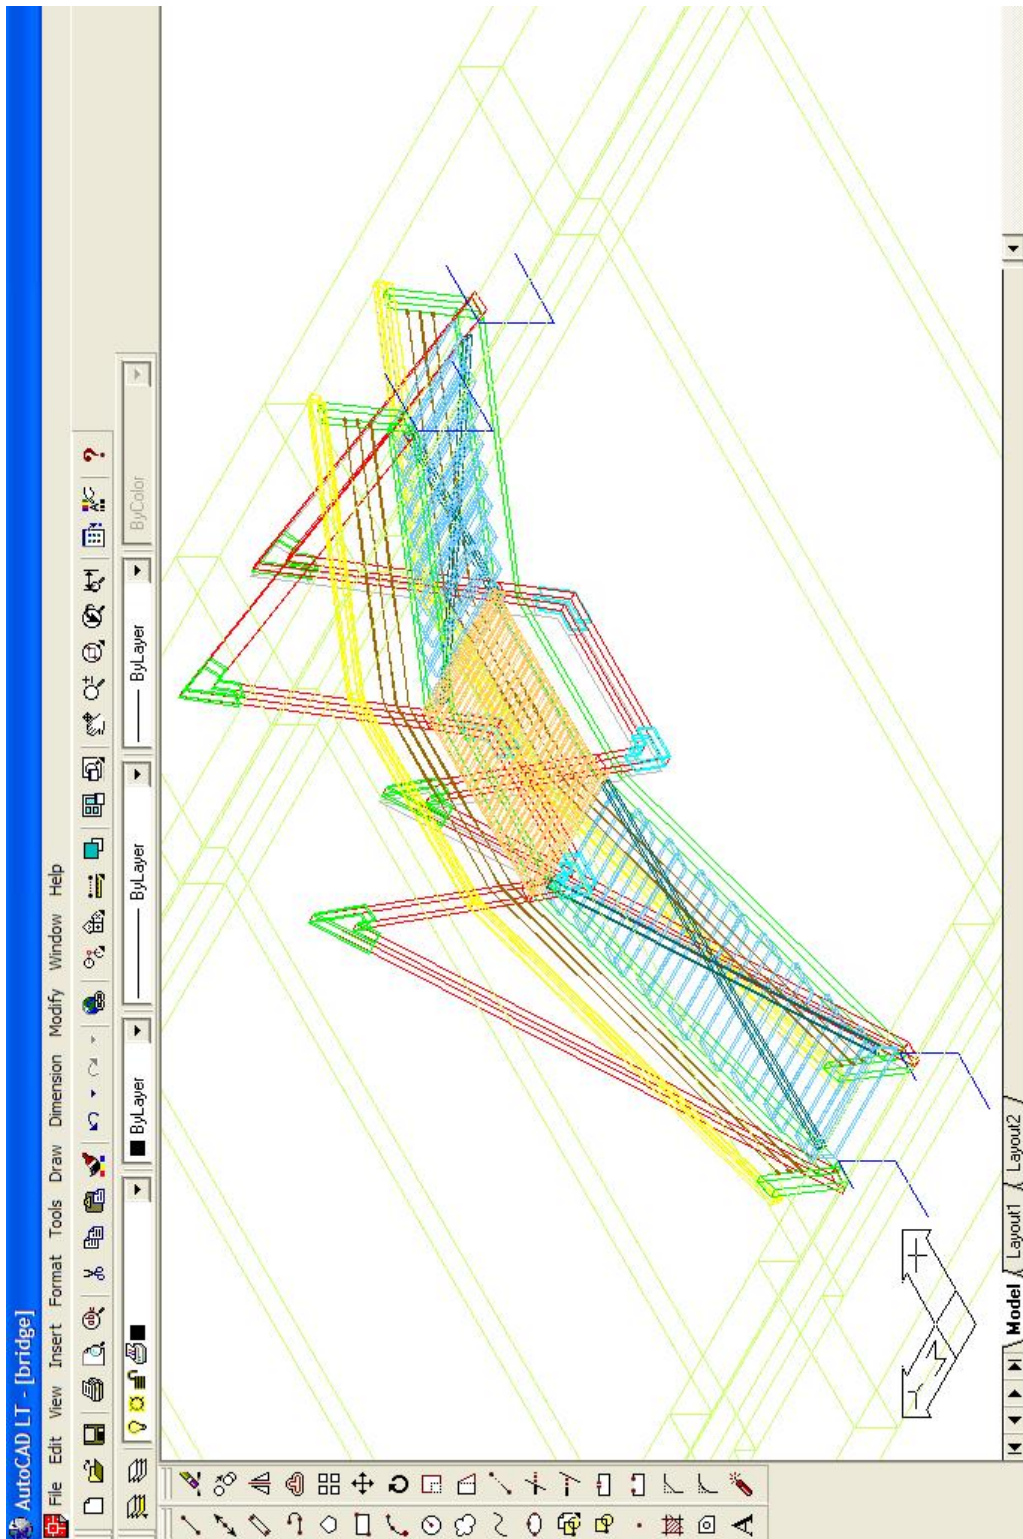 AutoCAD LT - [bridge]
File Edit View Insert Format Tools Draw Dimension Modify Window Help
ByLayer ByLayer ByLayer ByColor
Y X
M
Model Layout1 Layout2